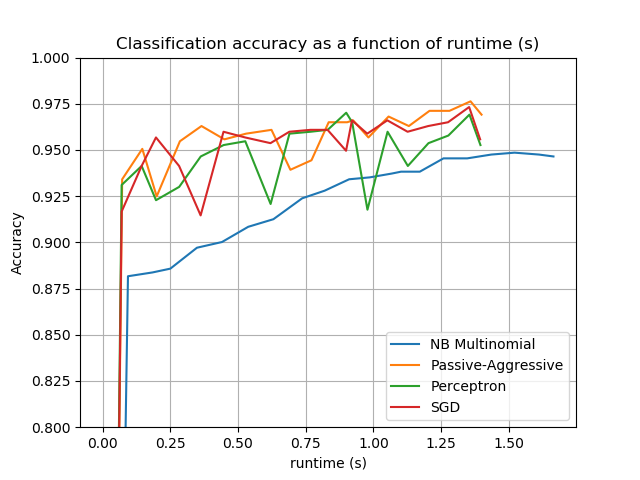 Classification accuracy as a function of runtime (s)
1.000
0.975
0.950
0.925
0.900
0.875
0.850
0.825
0.800
Accuracy
NB Multinomial
Passive-Aggressive
Perceptron
SGD
0.00 0.25 0.50 0.75 1.00 1.25 1.50
runtime (s)